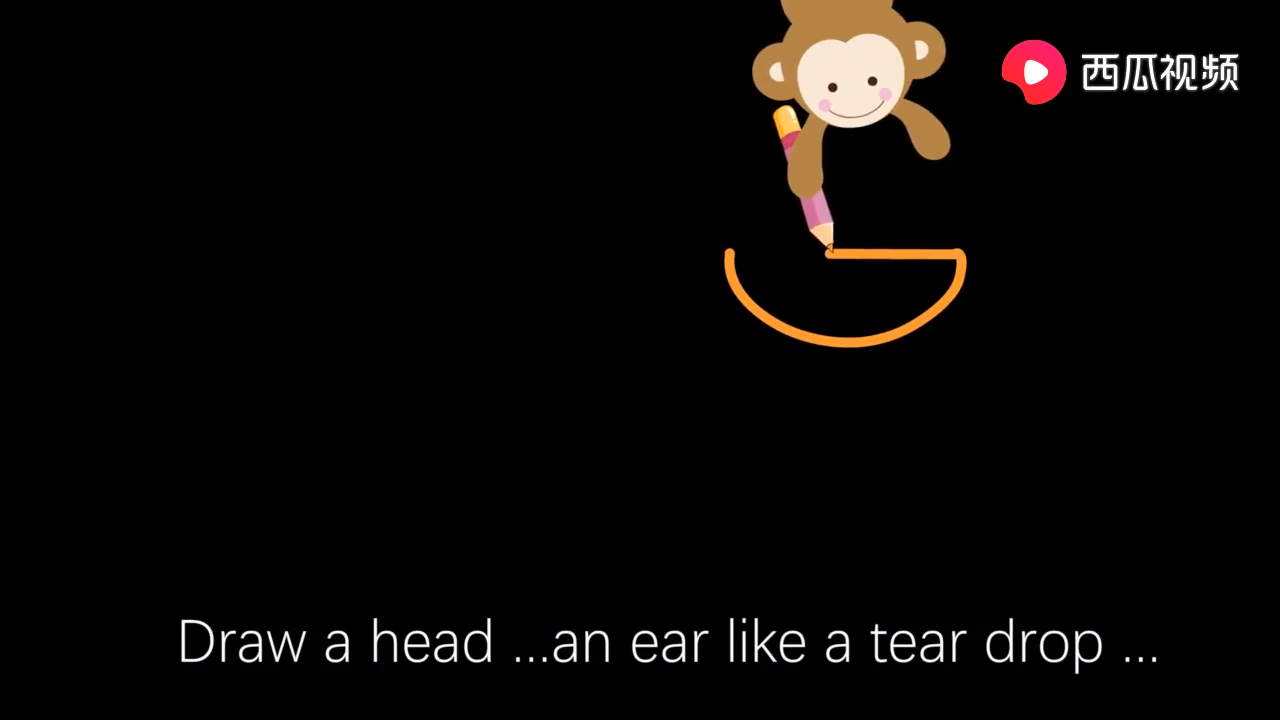 西瓜视频
Draw a head ...an ear like a tear drop ...